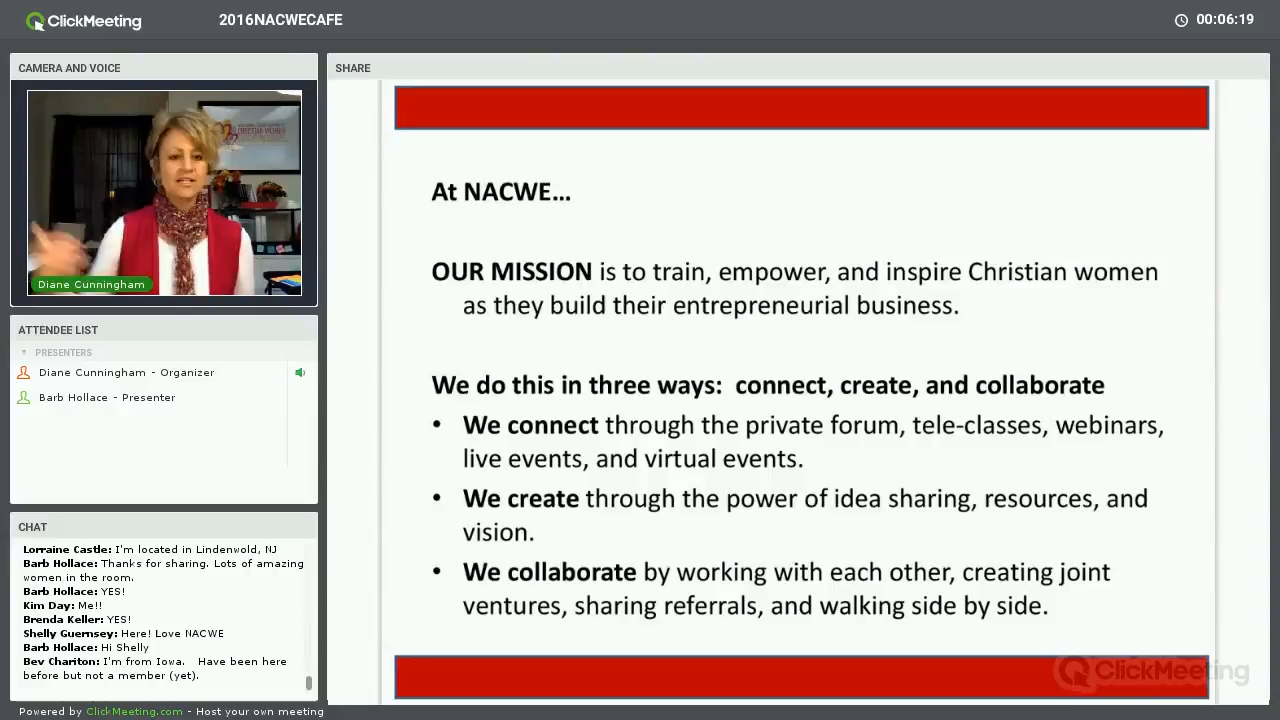 ClickMeeting
2016NACWECAFE
00:06:19
CAMERA AND VOICE
CHRISTIAN WOMEN
Diane Cunningham
ATTENDEE LIST
PRESENTERS
Diane Cunningham - Organizer
Barb Hollace - Presenter
CHAT
Lorraine Castle: I'm located in Lindenwold, NJ
Barb Hollace: Thanks for sharing. Lots of amazing
women in the room.
Barb Hollace: YES!
Kim Day: Me!!
Brenda Keller: YES!
Shelly Guernsey: Here! Love NACWE
Barb Hollace: Hi Shelly
Bev Chariton: I'm from Iowa. Have been here
before but not a member (yet).
SHARE
At NACWE...
OUR MISSION is to train, empower, and inspire Christian women
as they build their entrepreneurial business.
We do this in three ways: connect, create, and collaborate
• We connect through the private forum, tele-classes, webinars,
live events, and virtual events.
• We create through the power of idea sharing, resources, and
vision.
• We collaborate by working with each other, creating joint
ventures, sharing referrals, and walking side by side.
ClickMeeting
Powered by ClickMeeting.com - Host your own meeting